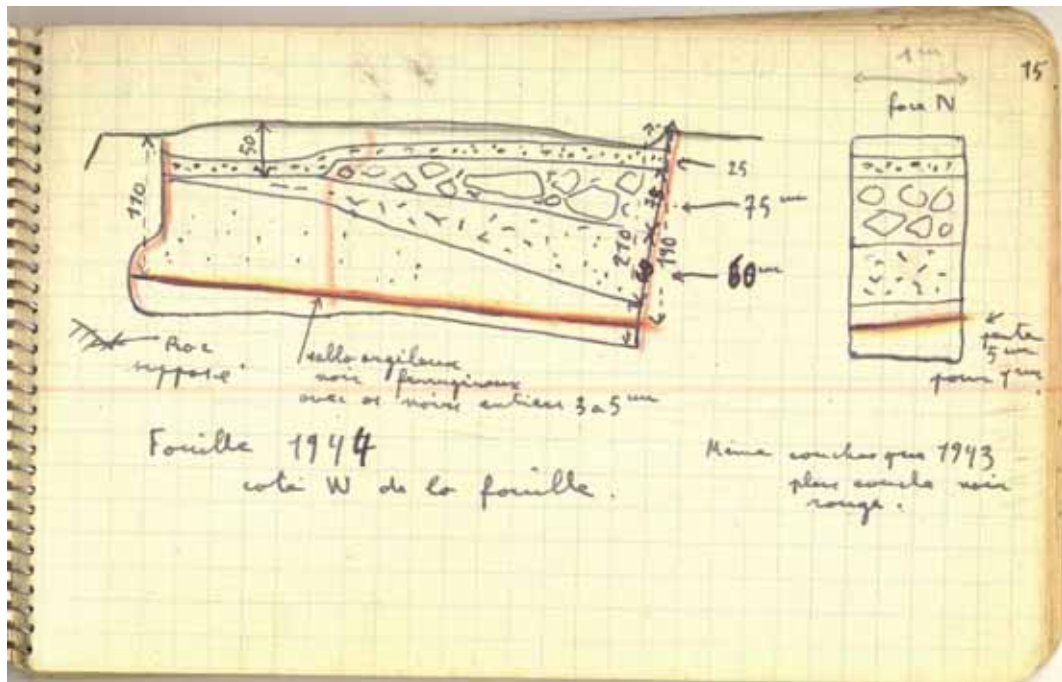 15
1 m
face N
50
110
25
75 cm
210
190
60
60 cm
Roc
supposé
sable argileux
noir ferrugineux
avec os noirs entiers 3 à 5 cm
pente
5 cm
pour 1 m
Fouille 1944
coté W de la fouille.
Même couches que 1943
plus couche noir
rouge.